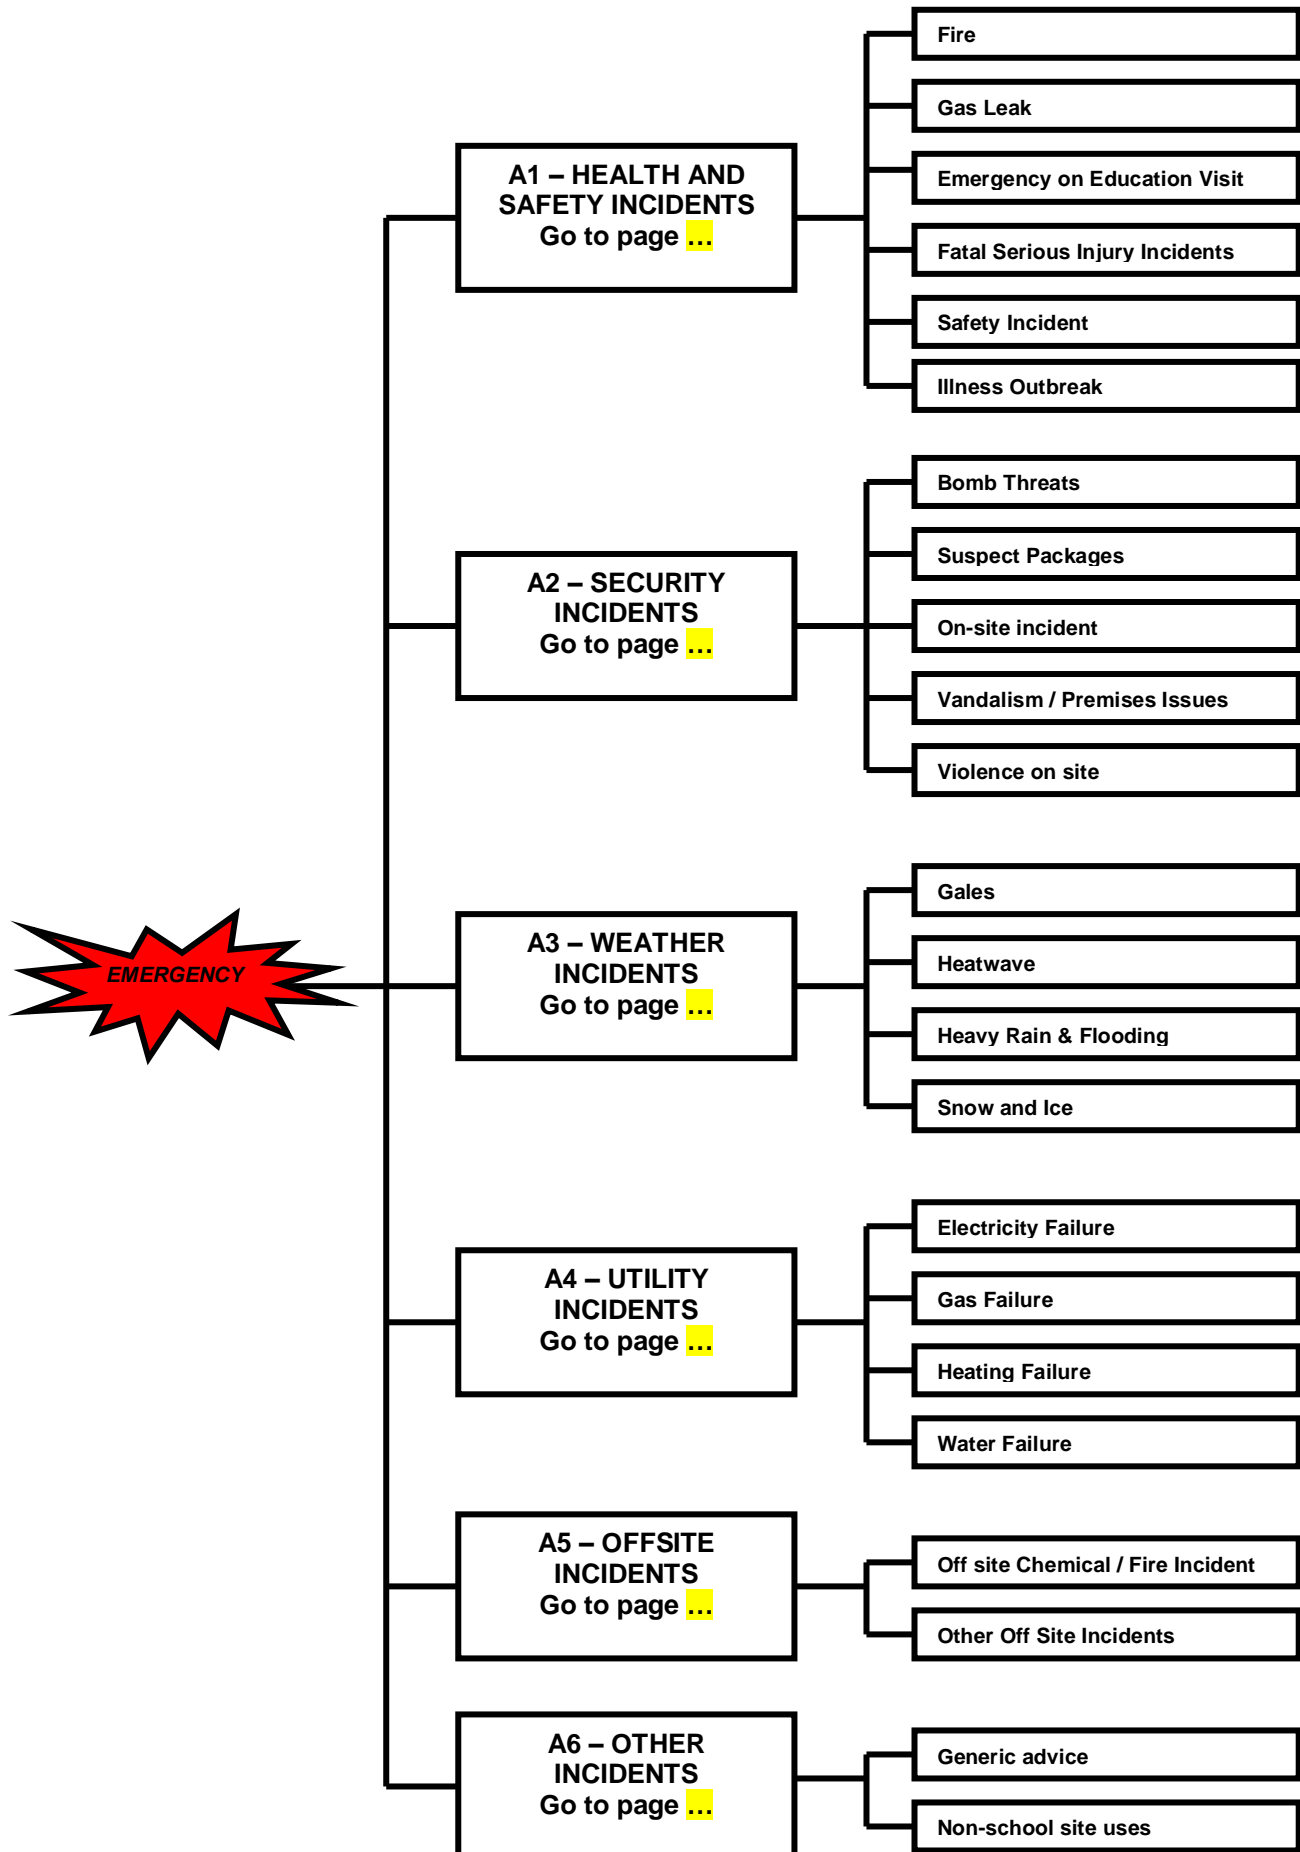 EMERGENCY
A1 – HEALTH AND
SAFETY INCIDENTS
Go to page ...
Fire
Gas Leak
Emergency on Education Visit
Fatal Serious Injury Incidents
Safety Incident
Illness Outbreak
A2 – SECURITY
INCIDENTS
Go to page ...
Bomb Threats
Suspect Packages
On-site incident
Vandalism / Premises Issues
Violence on site
A3 – WEATHER
INCIDENTS
Go to page ...
Gales
Heatwave
Heavy Rain & Flooding
Snow and Ice
A4 – UTILITY
INCIDENTS
Go to page ...
Electricity Failure
Gas Failure
Heating Failure
Water Failure
A5 – OFFSITE
INCIDENTS
Go to page ...
Off site Chemical / Fire Incident
Other Off Site Incidents
A6 – OTHER
INCIDENTS
Go to page ...
Generic advice
Non-school site uses